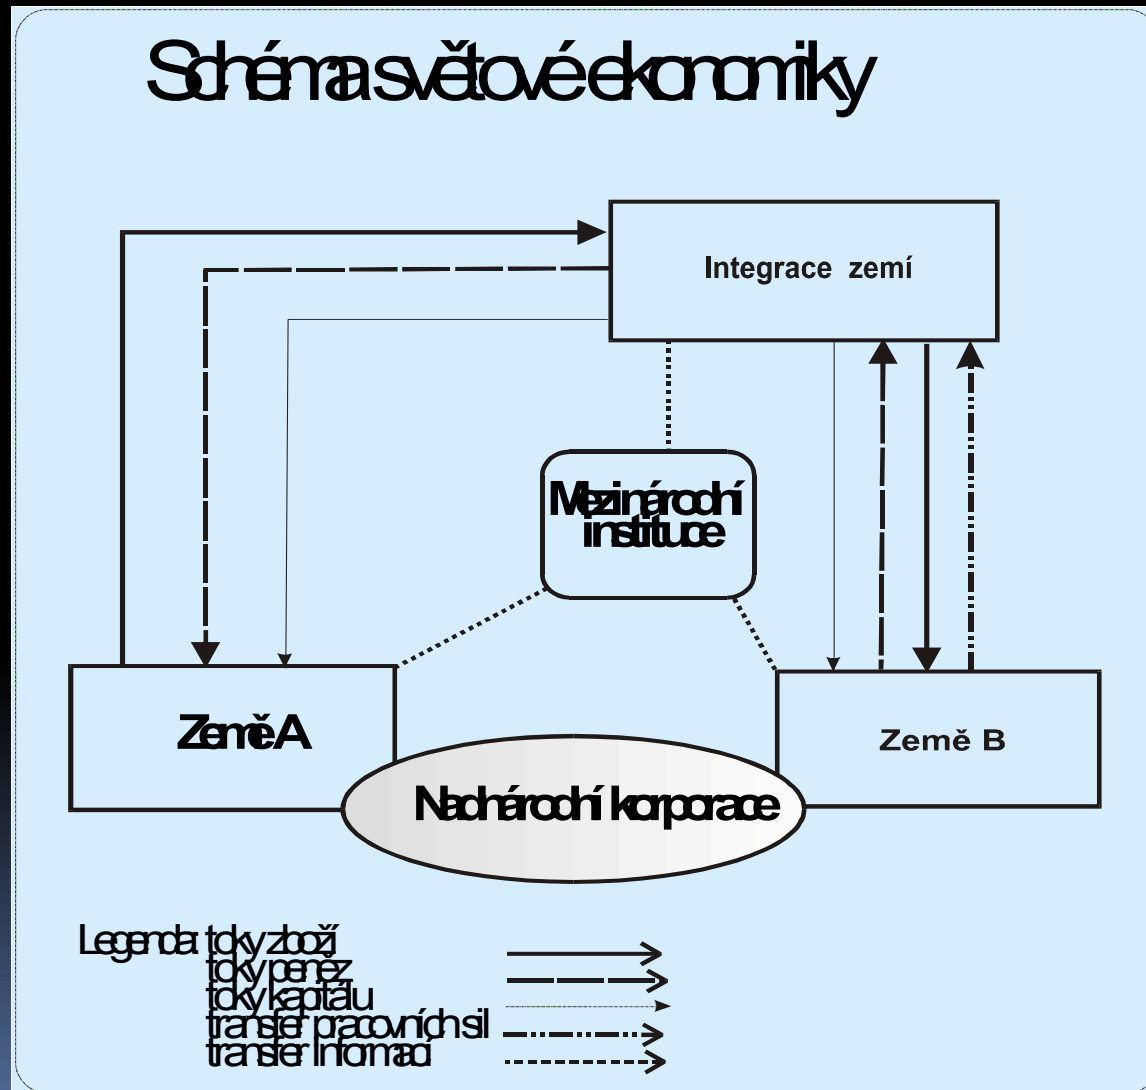 Schéma světové ekonomiky
Integrace zemí
Mezinárodní
instituce
Země A
Země B
Nadnárodní korporace
Legenda: toky zboží
toky peněz
toky kapitálu
transfer pracovních sil
transfer informací